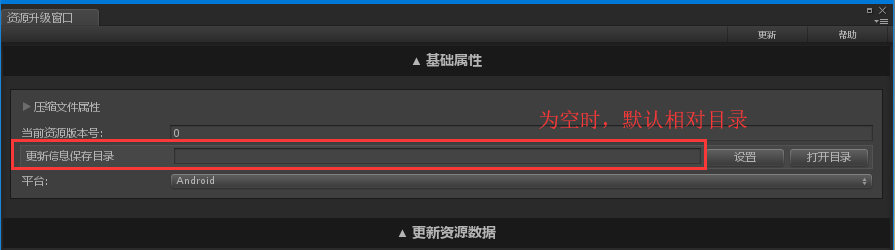 资源升级窗口
更新 帮助
▲ 基础属性
▶ 压缩文件属性
为空时，默认相对目录
当前资源版本号: 0
更新信息保存目录 设置 打开目录
平台: Android
▲ 更新资源数据